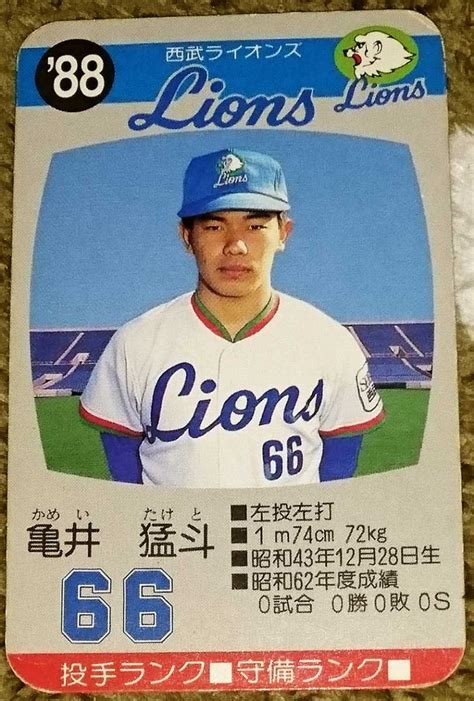 '88
西武ライオンズ
Lions
Lions
Lions
Lions
66
かめい たけと
亀井 猛斗
66
■左投左打
■1m74cm 72kg
■昭和43年12月28日生
■昭和62年度成績
0試合 0勝0敗 0S
投手ランク■守備ランク■